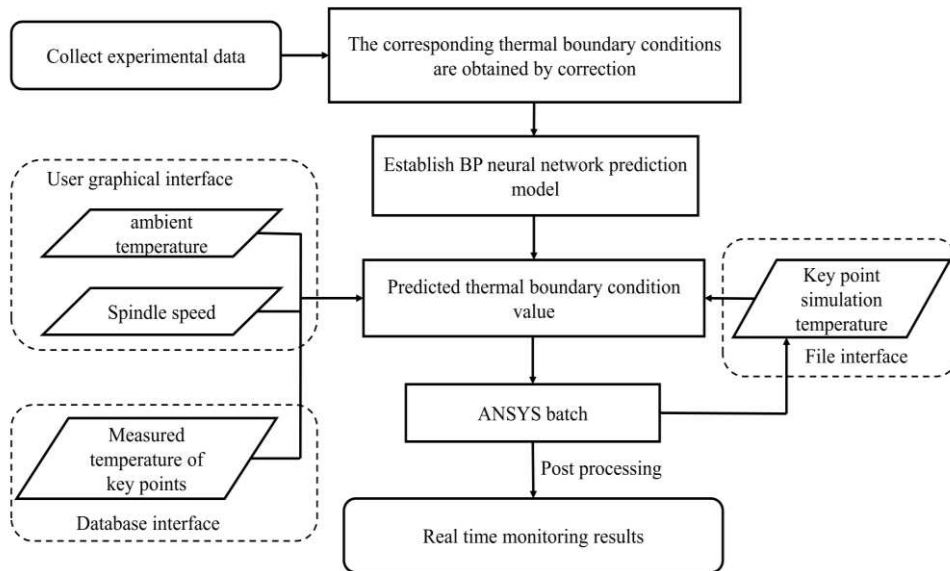 Collect experimental data
The corresponding thermal boundary conditions
are obtained by correction
Establish BP neural network prediction
model
User graphical interface
ambient
temperature
Spindle speed
Predicted thermal boundary condition
value
Key point
simulation
temperature
File interface
ANSYS batch
Measured
temperature of
key points
Database interface
Post processing
Real time monitoring results